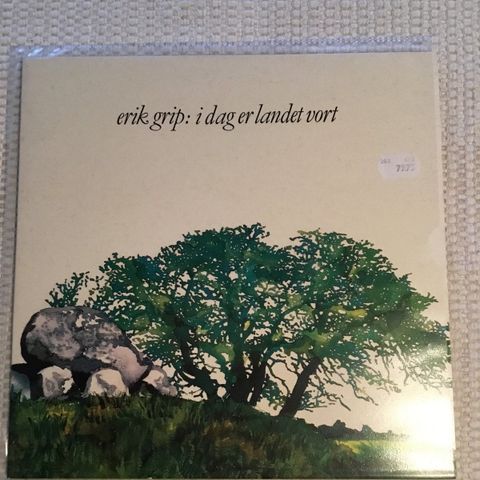 erik grip: i dag er landet vort